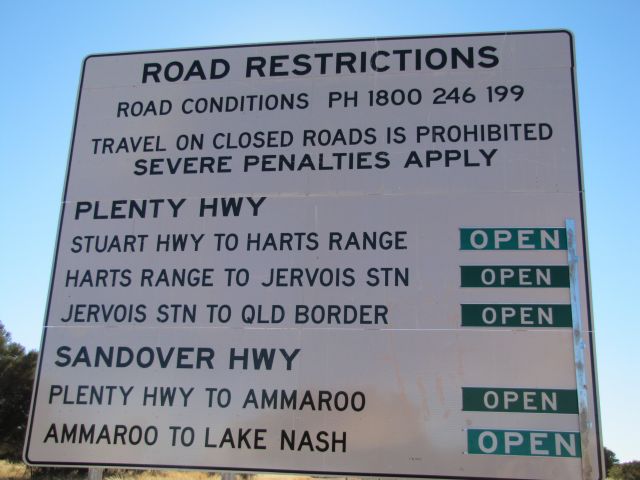 ROAD RESTRICTIONS
ROAD CONDITIONS PH 1800 246 199
TRAVEL ON CLOSED ROADS IS PROHIBITED
SEVERE PENALTIES APPLY
PLENTY HWY
STUART HWY TO HARTS RANGE OPEN
HARTS RANGE TO JERVOIS STN OPEN
JERVOIS STN TO QLD BORDER OPEN
SANDOVER HWY
PLENTY HWY TO AMMAROO OPEN
AMMAROO TO LAKE NASH OPEN